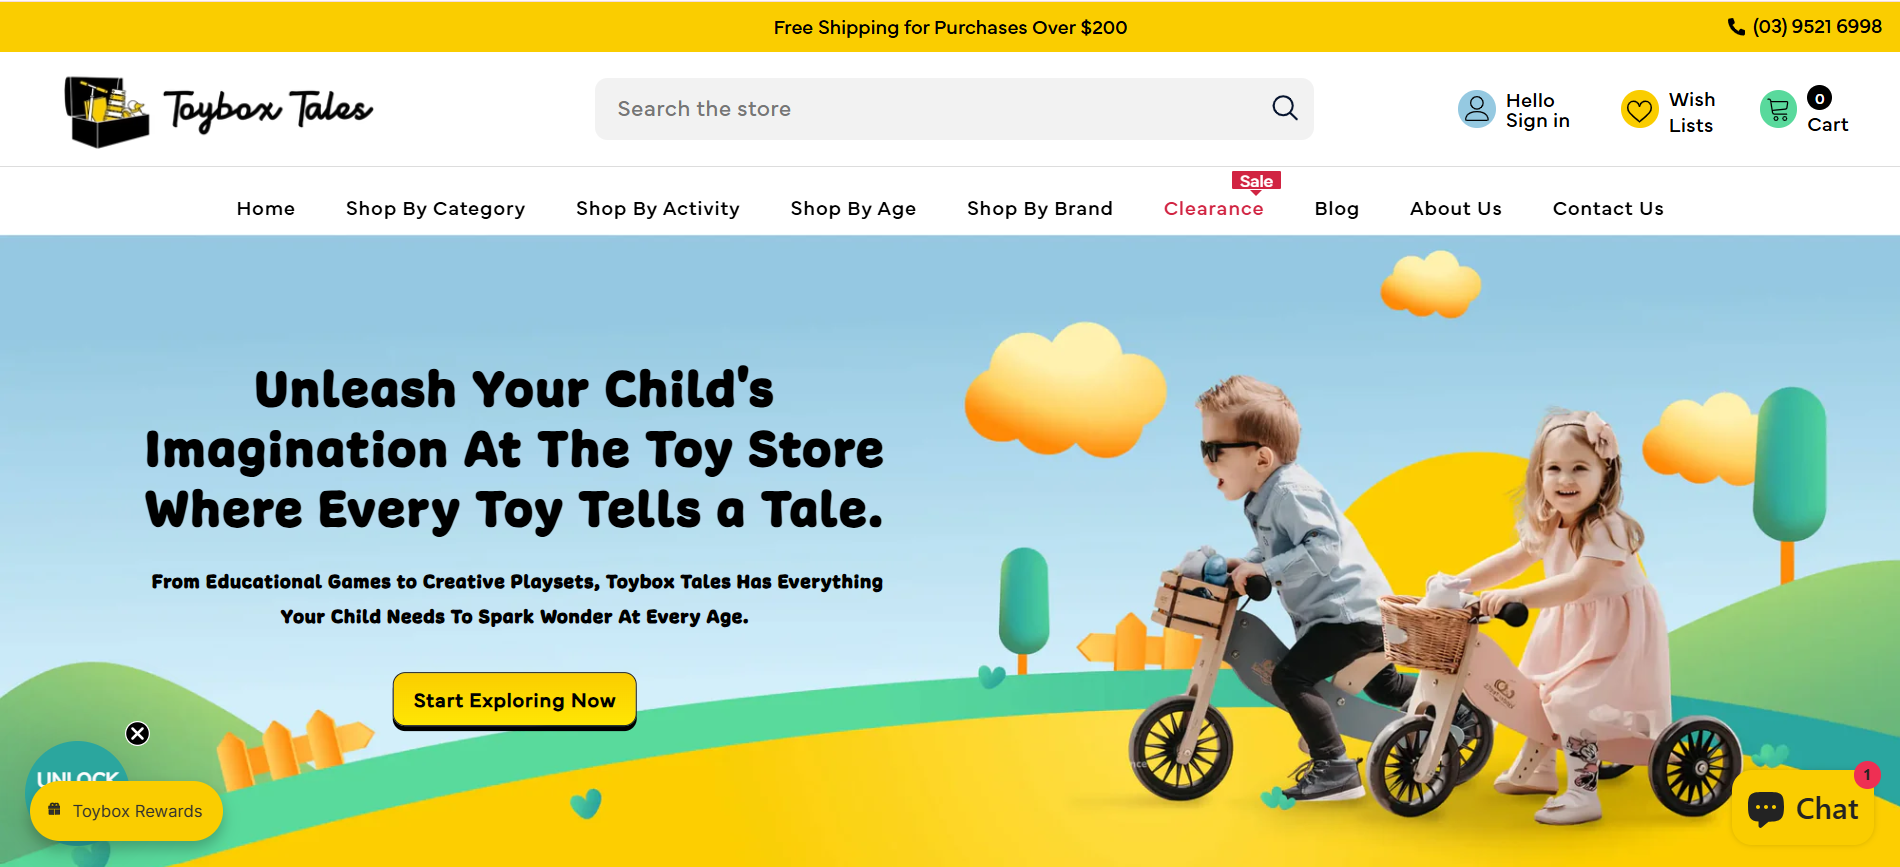 Free Shipping for Purchases Over $200
(03) 9521 6998
Toybox Tales
Search the store
Hello
Sign in
Wish
Lists
0
Cart
Sale
Home
Shop By Category
Shop By Activity
Shop By Age
Shop By Brand
Clearance
Blog
About Us
Contact Us
Unleash Your Child's
Imagination At The Toy Store
Where Every Toy Tells a Tale.
From Educational Games to Creative Playsets, Toybox Tales Has Everything
Your Child Needs To Spark Wonder At Every Age.
Start Exploring Now
UNLOCK
Toybox Rewards
1
Chat